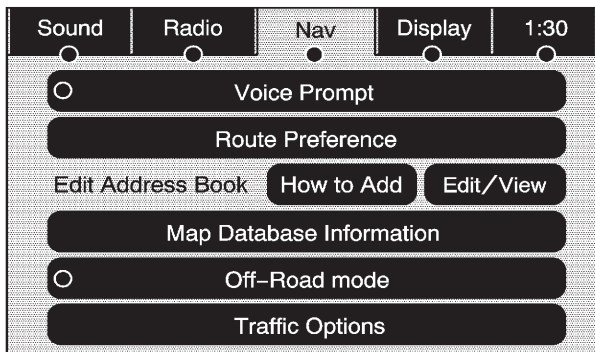 Sound Radio Nav Display 1:30
Voice Prompt
Route Preference
Edit Address Book How to Add Edit/View
Map Database Information
Off-Road mode
Traffic Options